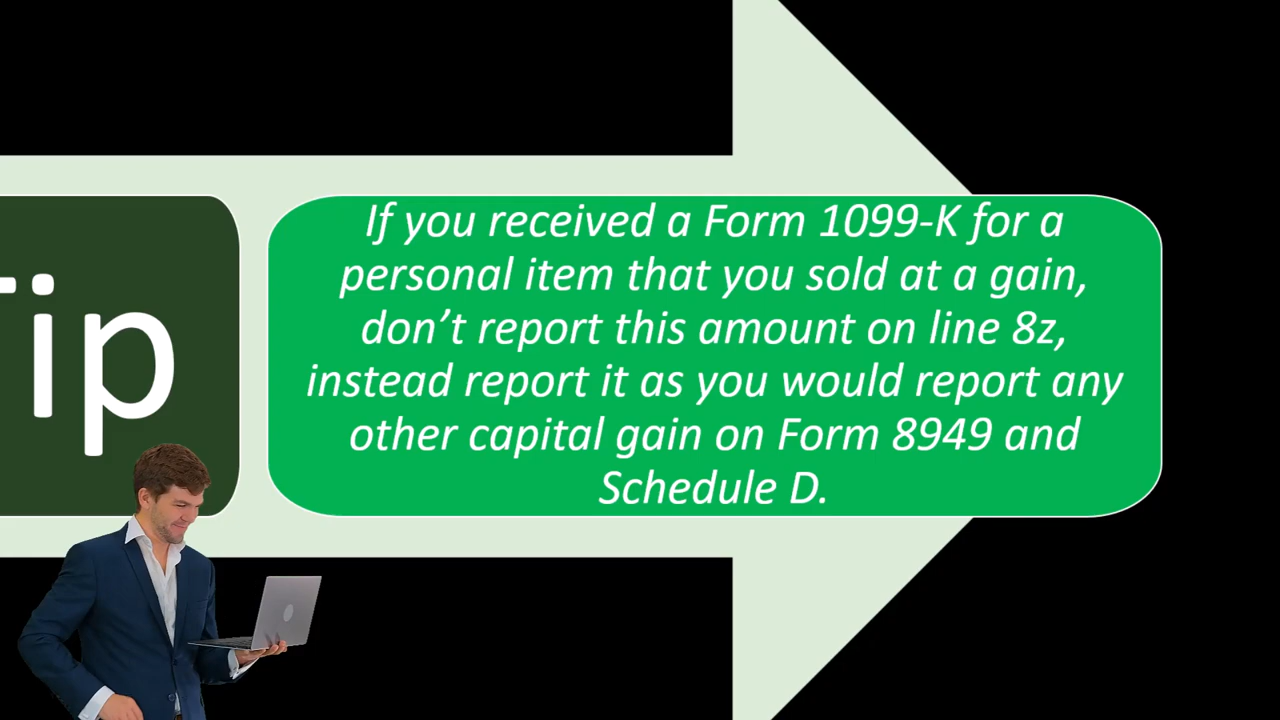 Tip
If you received a Form 1099-K for a
personal item that you sold at a gain,
don't report this amount on line 8z,
instead report it as you would report any
other capital gain on Form 8949 and
Schedule D.